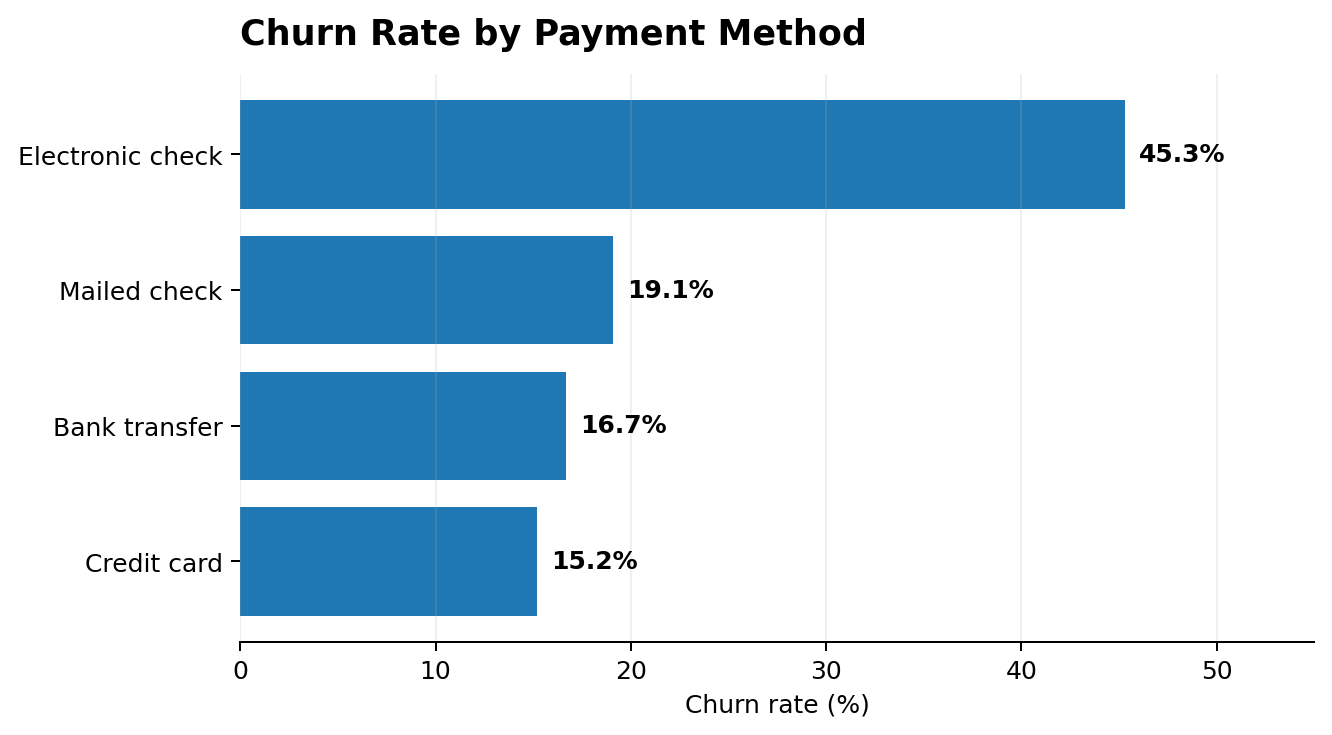 Churn Rate by Payment Method
Electronic check
45.3%
Mailed check
19.1%
Bank transfer
16.7%
Credit card
15.2%
0 10 20 30 40 50
Churn rate (%)